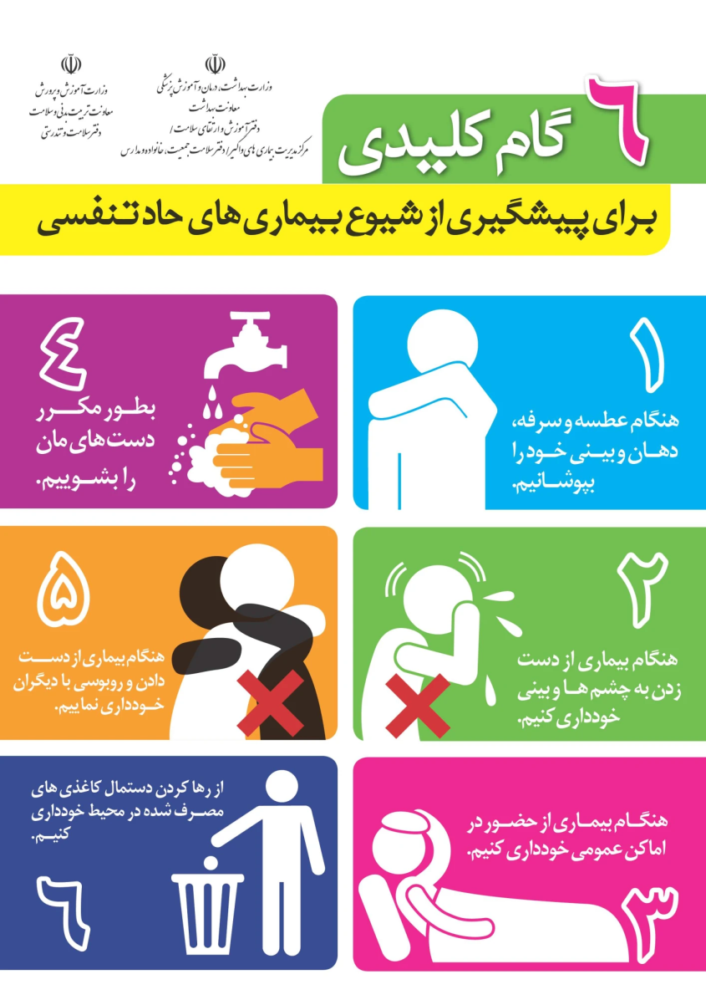 وزارت بهداشت، درمان و آموزش پزشکی
معاونت بهداشت
دفتر آموزش و ارتقای سلامت /
مرکز مدیریت بیماری های واگیر / دفتر سلامت جمعیت، خانواده و مدارس
وزارت آموزش و پرورش
معاونت تربیت بدنی و سلامت
دفتر سلامت و تندرستی
٦ گام کلیدی
برای پیشگیری از شیوع بیماری های حاد تنفسی
۱
هنگام عطسه و سرفه،
دهان و بینی خود را
بپوشانیم.
۲
هنگام بیماری از دست
زدن به چشم ها و بینی
خودداری کنیم.
هنگام بیماری از حضور در
اماکن عمومی خودداری کنیم.
۳
٤
بطور مکرر
دست های مان
را بشوییم.
۵
هنگام بیماری از دست
دادن و روبوسی با دیگران
خودداری نماییم.
از رها کردن دستمال کاغذی های
مصرف شده در محیط خودداری
کنیم.
٦